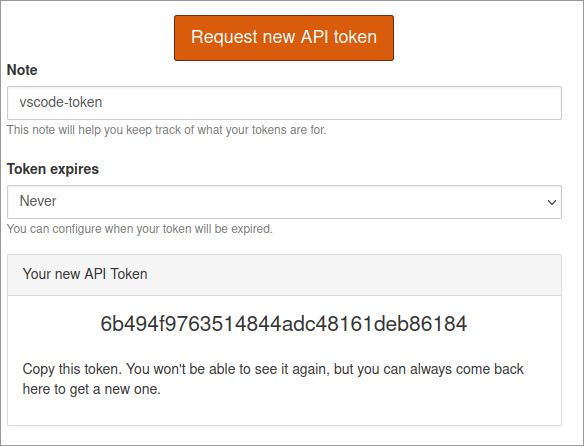 Request new API token
Note
vscode-token
This note will help you keep track of what your tokens are for.
Token expires
Never
You can configure when your token will be expired.
Your new API Token
6b494f9763514844adc48161deb86184
Copy this token. You won't be able to see it again, but you can always come back
here to get a new one.